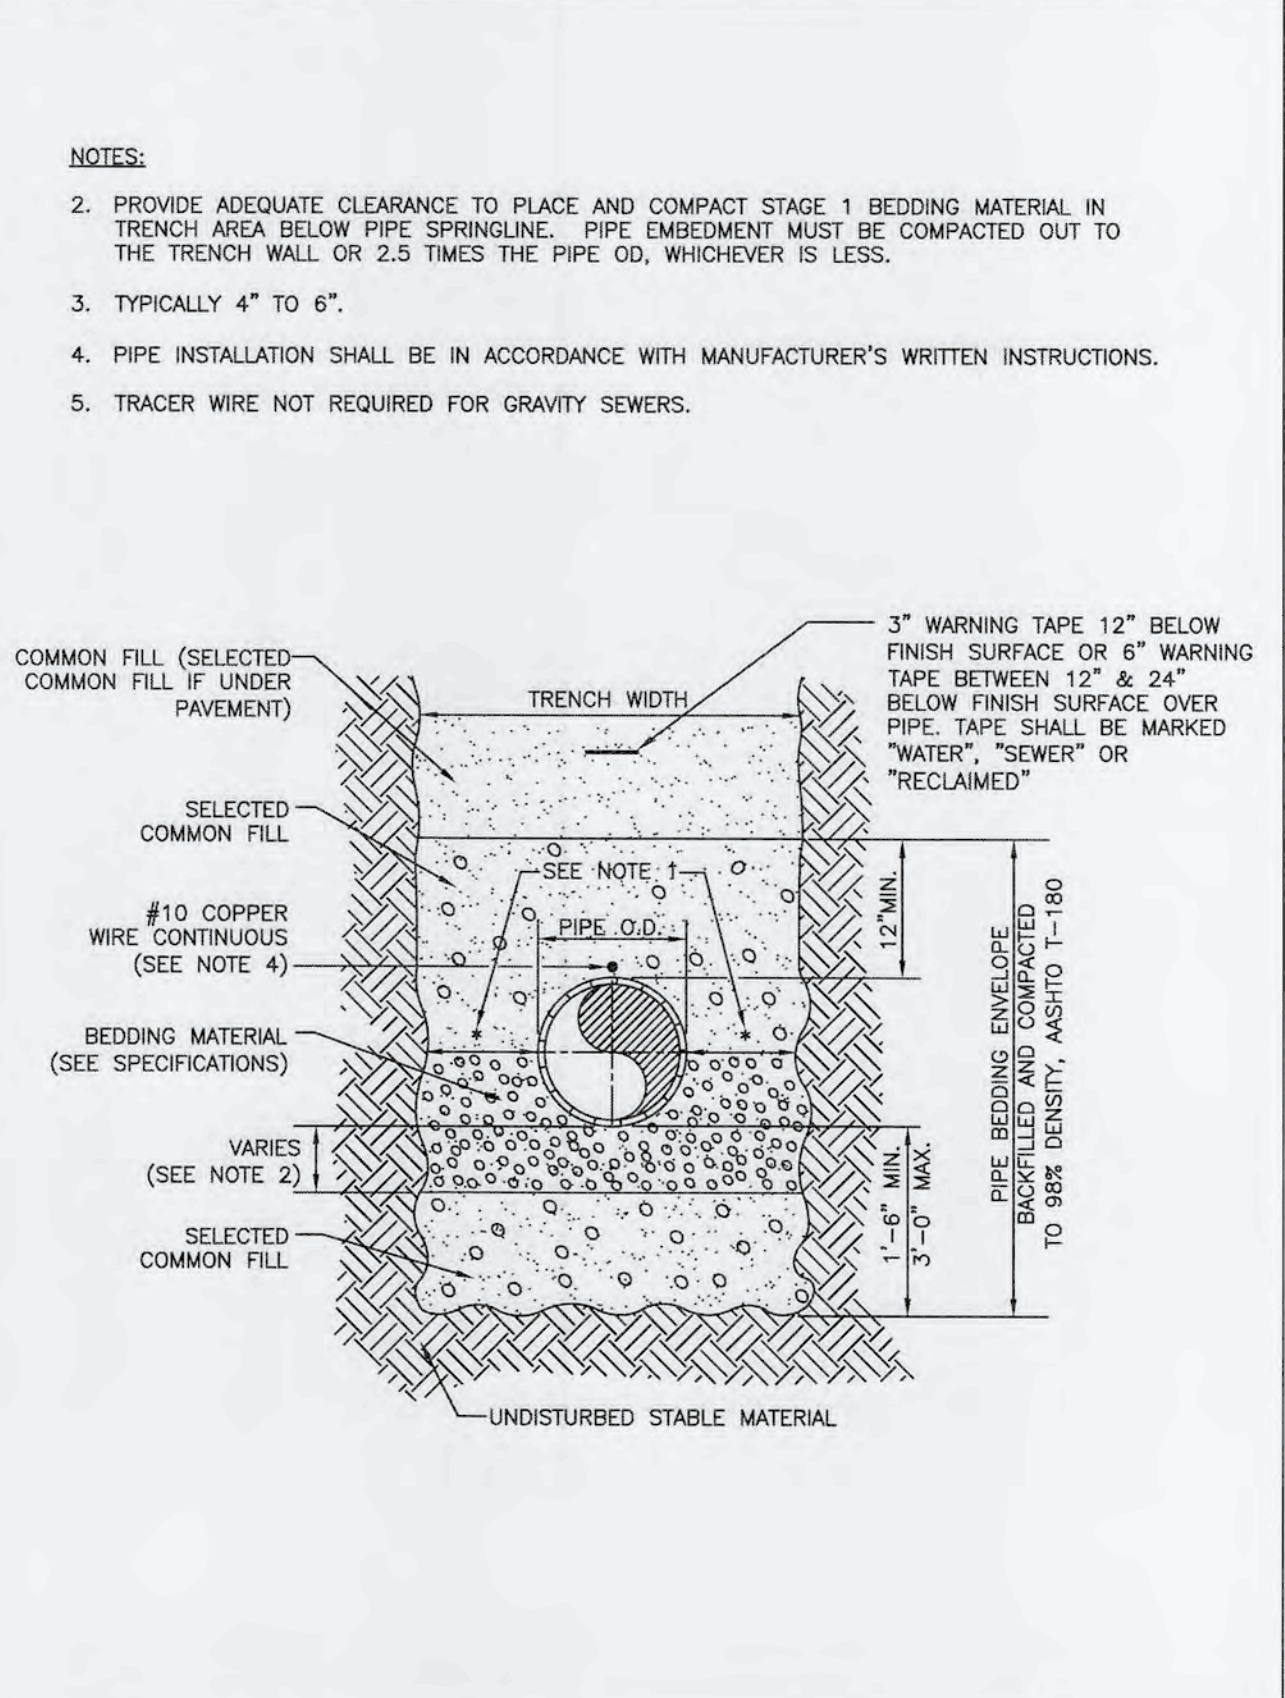 NOTES:
2. PROVIDE ADEQUATE CLEARANCE TO PLACE AND COMPACT STAGE 1 BEDDING MATERIAL IN
TRENCH AREA BELOW PIPE SPRINGLINE. PIPE EMBEDMENT MUST BE COMPACTED OUT TO
THE TRENCH WALL OR 2.5 TIMES THE PIPE OD, WHICHEVER IS LESS.
3. TYPICALLY 4" TO 6".
4. PIPE INSTALLATION SHALL BE IN ACCORDANCE WITH MANUFACTURER'S WRITTEN INSTRUCTIONS.
5. TRACER WIRE NOT REQUIRED FOR GRAVITY SEWERS.
3" WARNING TAPE 12" BELOW
FINISH SURFACE OR 6" WARNING
TAPE BETWEEN 12" & 24"
BELOW FINISH SURFACE OVER
PIPE. TAPE SHALL BE MARKED
"WATER", "SEWER" OR
"RECLAIMED"
COMMON FILL (SELECTED
COMMON FILL IF UNDER
PAVEMENT)
TRENCH WIDTH
SELECTED
COMMON FILL
SEE NOTE 1
#10 COPPER
WIRE CONTINUOUS
(SEE NOTE 4)
PIPE O.D.
12"MIN.
*
*
BEDDING MATERIAL
(SEE SPECIFICATIONS)
VARIES
(SEE NOTE 2)
SELECTED
COMMON FILL
1'-6" MIN.
3'-0" MAX.
PIPE BEDDING ENVELOPE
BACKFILLED AND COMPACTED
TO 98% DENSITY, AASHTO T-180
UNDISTURBED STABLE MATERIAL